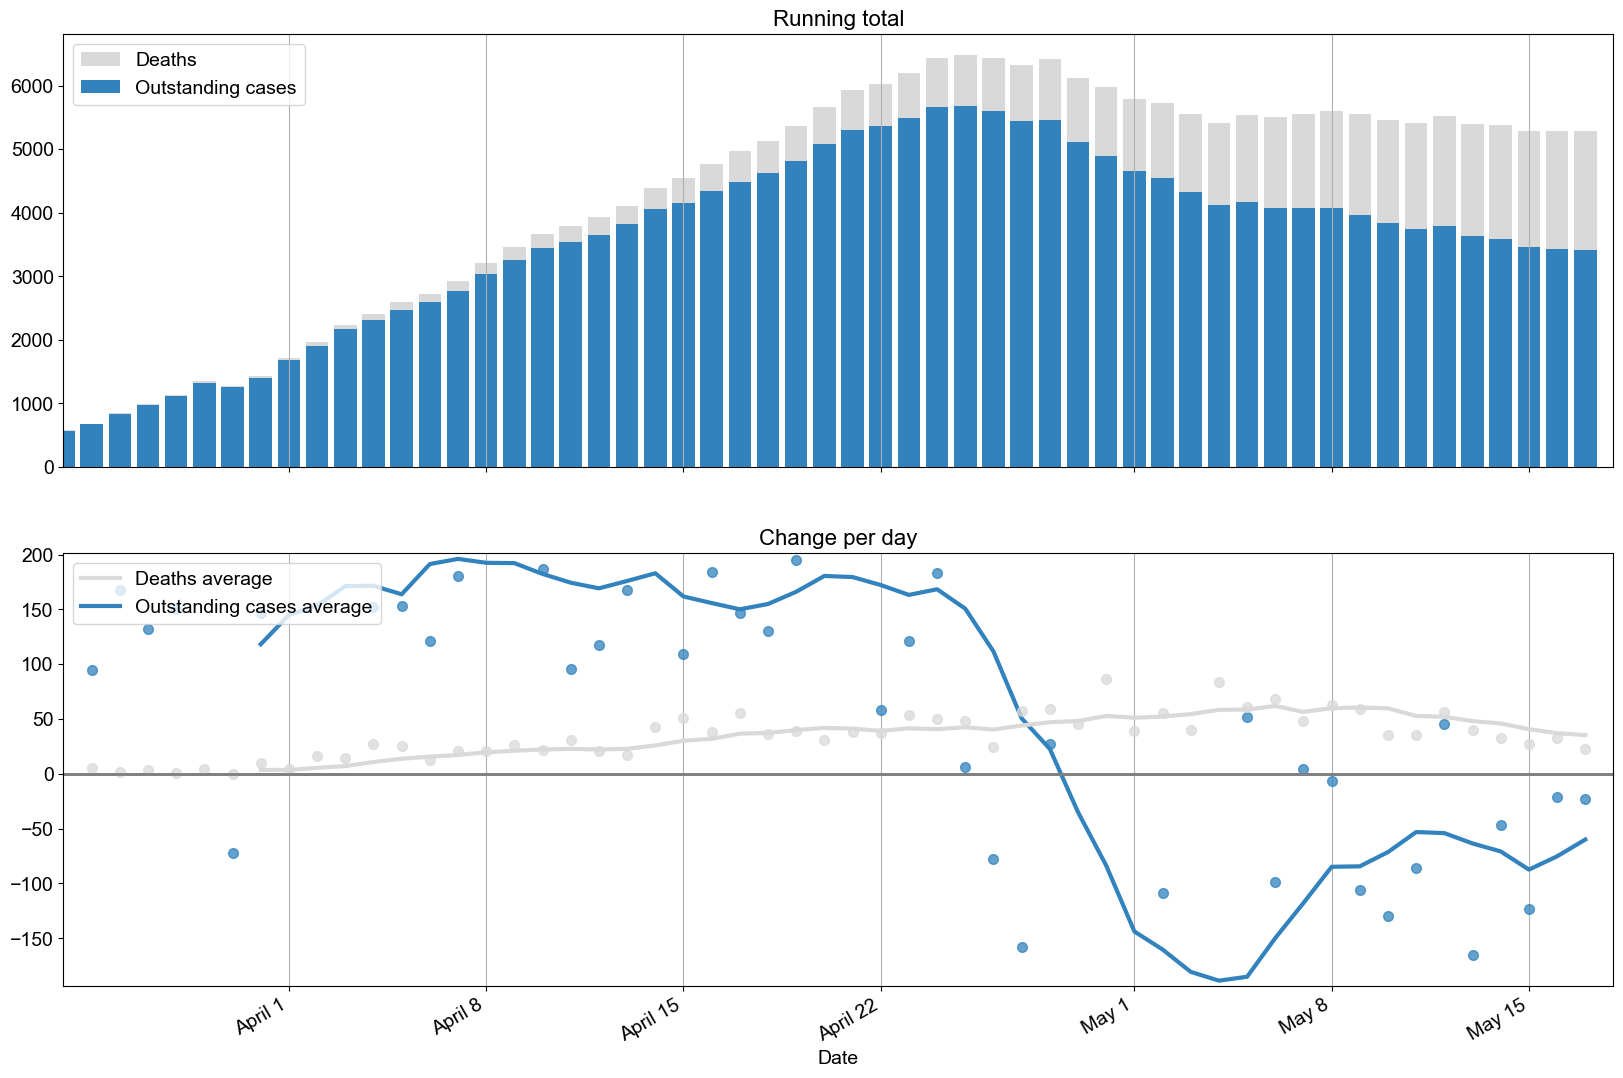 Running total
Deaths
Outstanding cases
6000
5000
4000
3000
2000
1000
0
Change per day
Deaths average
Outstanding cases average
200
150
100
50
0
−50
−100
−150
April 1
April 8
April 15
April 22
May 1
May 8
May 15
Date